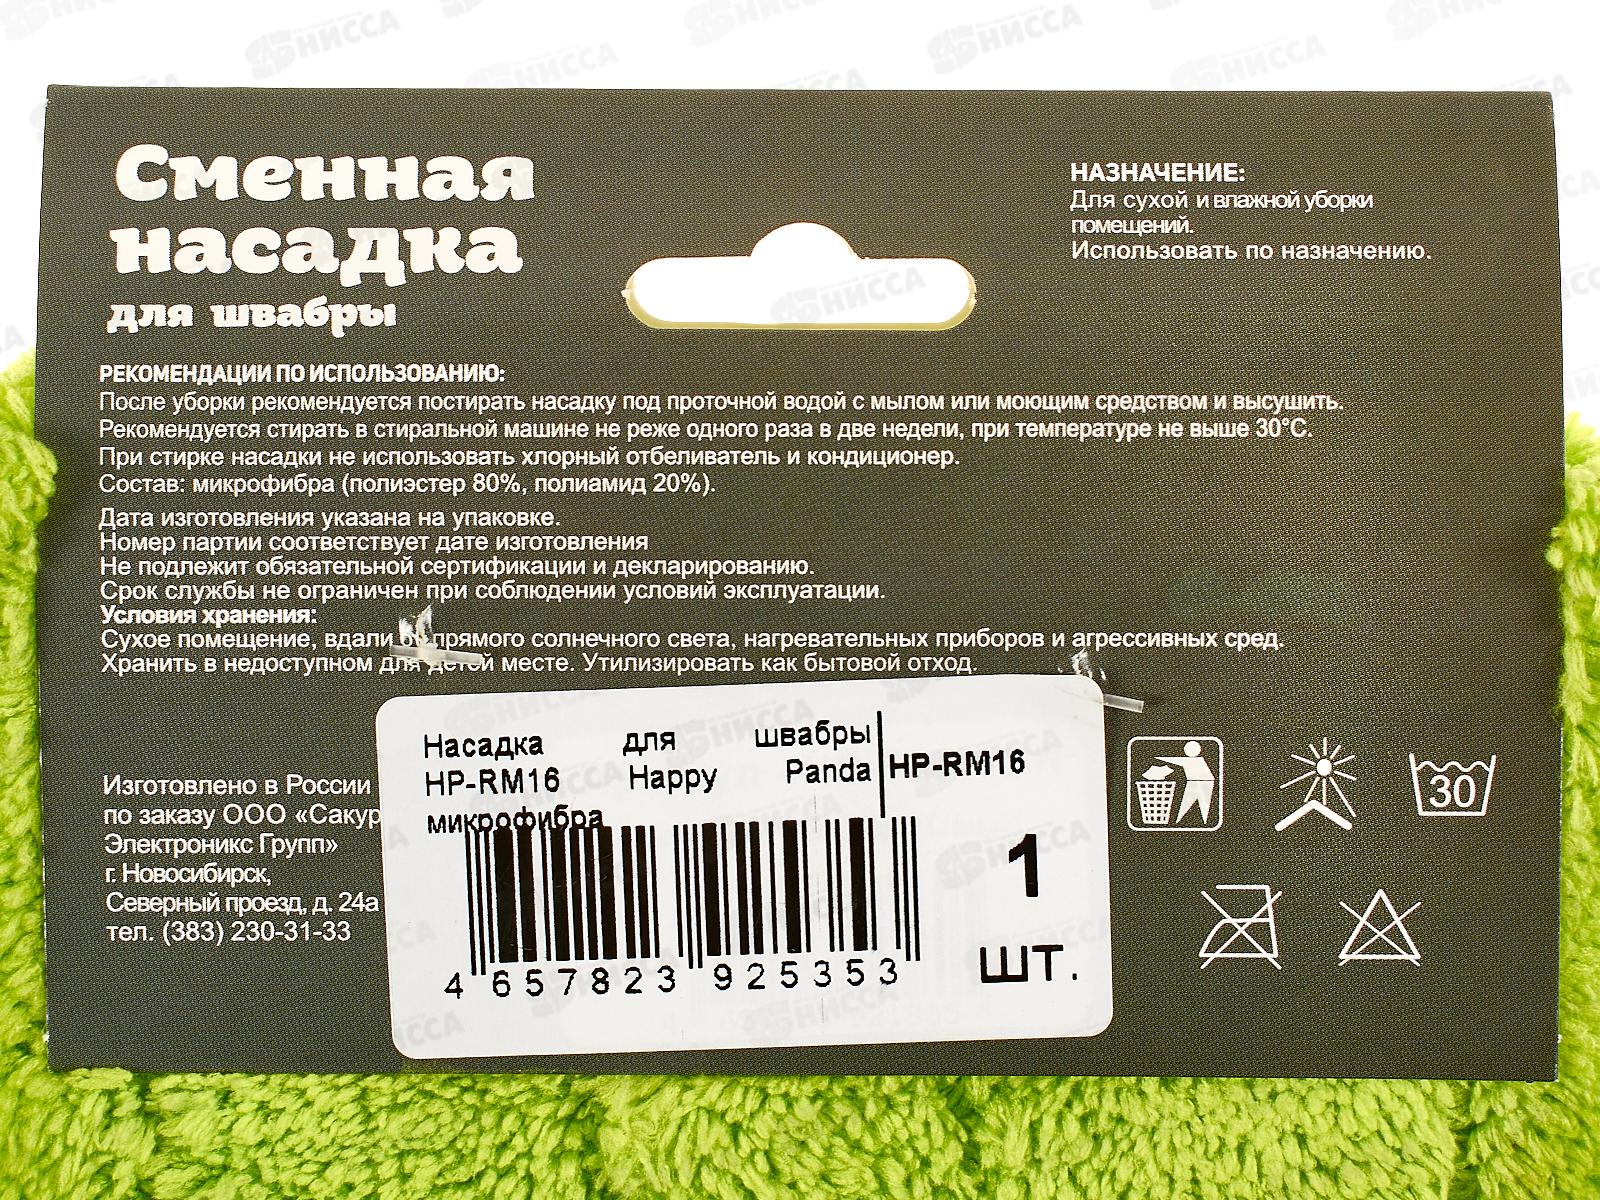 Сменная
насадка
для швабры
НАЗНАЧЕНИЕ:
Для сухой и влажной уборки
помещений.
Использовать по назначению.
РЕКОМЕНДАЦИИ ПО ИСПОЛЬЗОВАНИЮ:
После уборки рекомендуется постирать насадку под проточной водой с мылом или моющим средством и высушить.
Рекомендуется стирать в стиральной машине не реже одного раза в две недели, при температуре не выше 30°С.
При стирке насадки не использовать хлорный отбеливатель и кондиционер.
Состав: микрофибра (полиэстер 80%, полиамид 20%).
Дата изготовления указана на упаковке.
Номер партии соответствует дате изготовления
Не подлежит обязательной сертификации и декларированию.
Срок службы не ограничен при соблюдении условий эксплуатации.
Условия хранения:
Сухое помещение, вдали от прямого солнечного света, нагревательных приборов и агрессивных сред.
Хранить в недоступном для детей месте. Утилизировать как бытовой отход.
Изготовлено в России
по заказу ООО «Сакур
Электроникс Групп»
г. Новосибирск,
Северный проезд, д. 24а
тел. (383) 230-31-33
Насадка для швабры
HP-RM16 Happy Panda
микрофибра
HP-RM16
1
шт.
4 657823 925353
30
НИССА